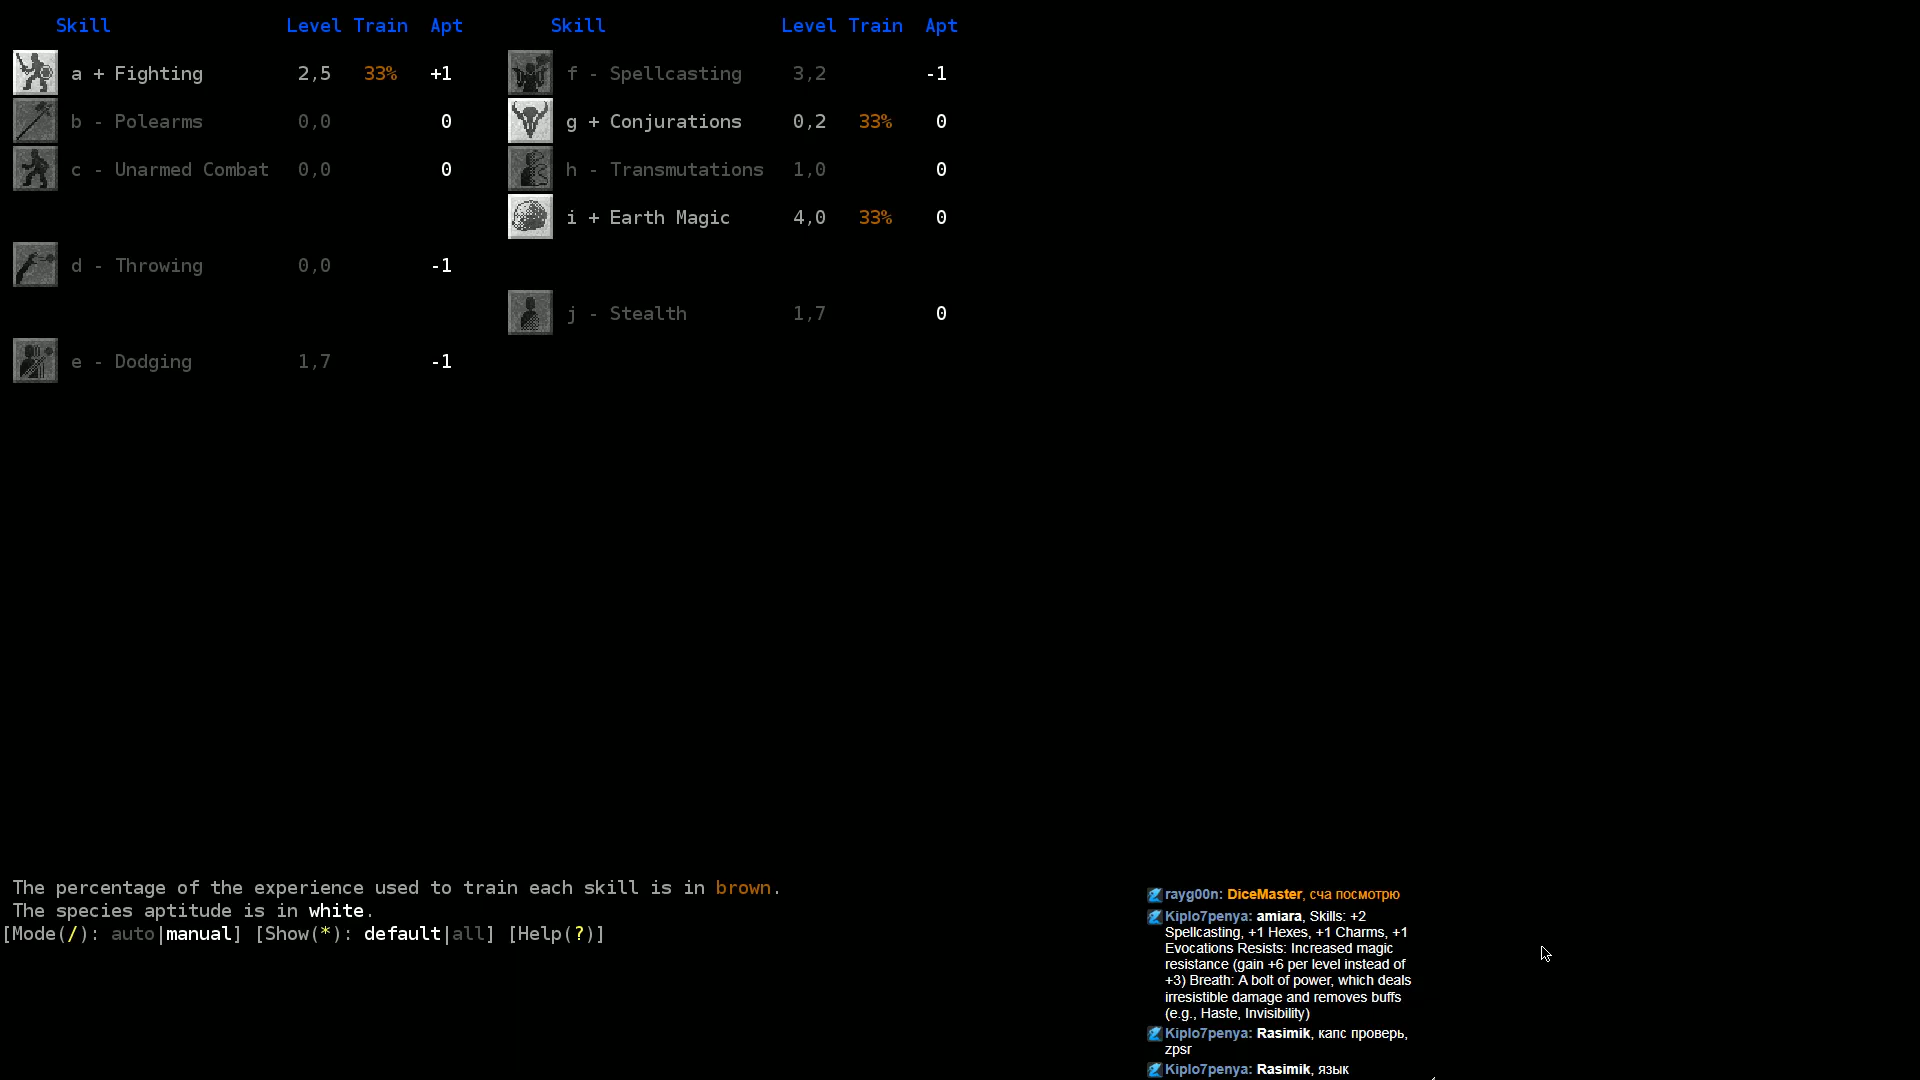 Skill Level Train Apt
a + Fighting 2,5 33% +1
b - Polearms 0,0 0
c - Unarmed Combat 0,0 0
d - Throwing 0,0 -1
e - Dodging 1,7 -1
Skill Level Train Apt
f - Spellcasting 3,2 -1
g + Conjurations 0,2 33% 0
h - Transmutations 1,0 0
i + Earth Magic 4,0 33% 0
j - Stealth 1,7 0
The percentage of the experience used to train each skill is in brown.
The species aptitude is in white.
[Mode(/): auto|manual] [Show(*): default|all] [Help(?)]
rayg00n: DiceMaster, сча посмотрю
Kiplo7penya: amiara, Skills: +2
Spellcasting, +1 Hexes, +1 Charms, +1
Evocations Resists: Increased magic
resistance (gain +6 per level instead of
+3) Breath: A bolt of power, which deals
irresistible damage and removes buffs
(e.g., Haste, Invisibility)
Kiplo7penya: Rasimik, капс проверь,
zpsr
Kiplo7penya: Rasimik, язык